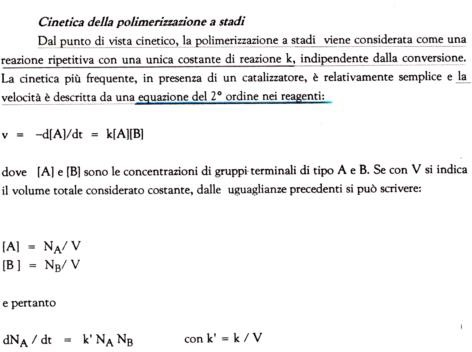 Cinetica della polimerizzazione a stadi
Dal punto di vista cinetico, la polimerizzazione a stadi viene considerata come una
reazione ripetitiva con una unica costante di reazione k, indipendente dalla conversione.
La cinetica più frequente, in presenza di un catalizzatore, è relativamente semplice e la
velocità è descritta da una equazione del 2° ordine nei reagenti:
v = –d[A]/dt = k[A][B]
dove [A] e [B] sono le concentrazioni di gruppi terminali di tipo A e B. Se con V si indica
il volume totale considerato costante, dalle uguaglianze precedenti si può scrivere:
[A] = N_A/ V
[B ] = N_B/ V
e pertanto
dN_A / dt = k' N_A N_B con k' = k / V